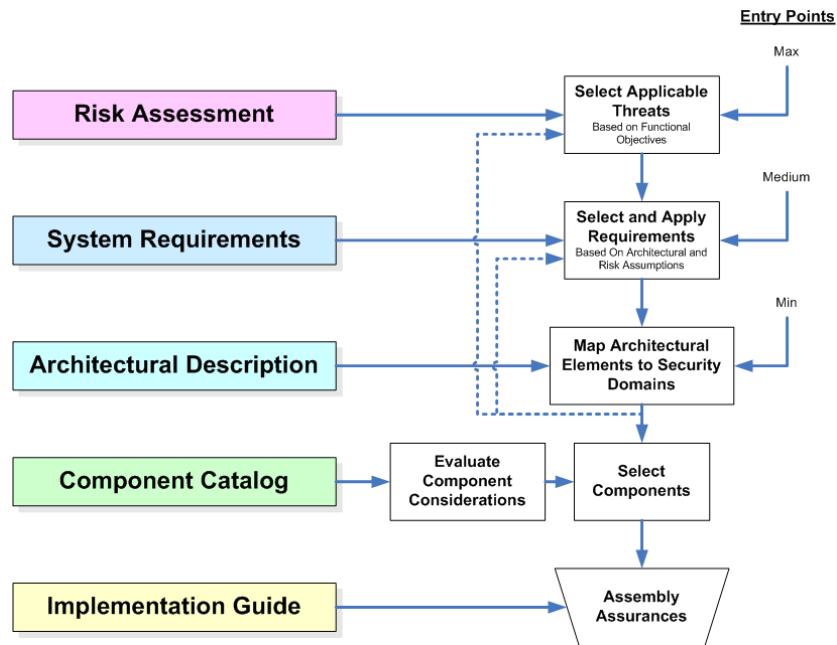 Entry Points
Max
Risk Assessment
Select Applicable
Threats
Based on Functional
Objectives
Medium
System Requirements
Select and Apply
Requirements
Based On Architectural and
Risk Assumptions
Min
Architectural Description
Map Architectural
Elements to Security
Domains
Component Catalog
Evaluate
Component
Considerations
Select
Components
Implementation Guide
Assembly
Assurances